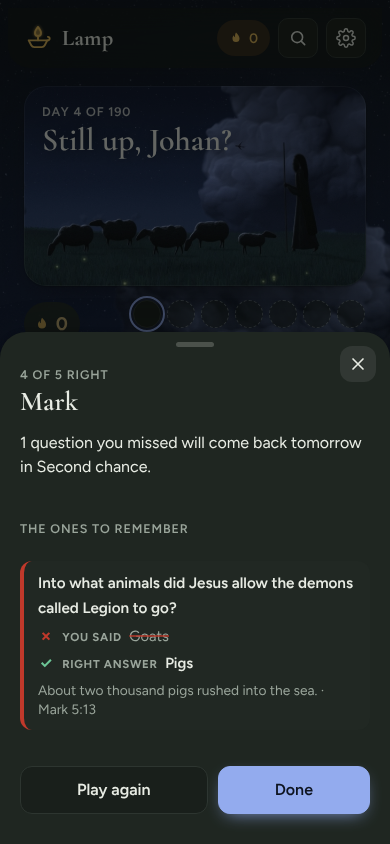 Lamp
0
DAY 4 OF 190
Still up, Johan?
0
4 OF 5 RIGHT
Mark
1 question you missed will come back tomorrow
in Second chance.
THE ONES TO REMEMBER
Into what animals did Jesus allow the demons
called Legion to go?
YOU SAID Goats
RIGHT ANSWER Pigs
About two thousand pigs rushed into the sea. ·
Mark 5:13
Play again
Done